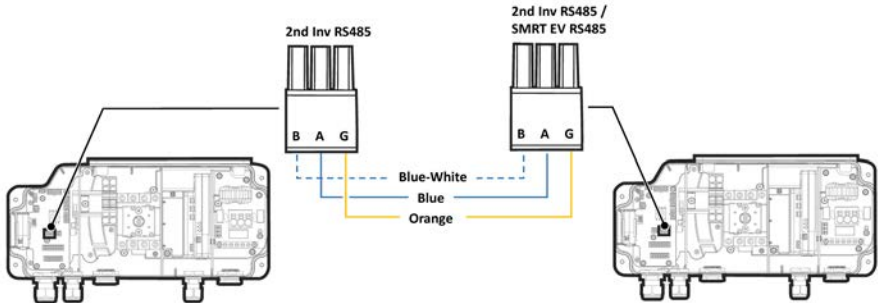 2nd Inv RS485
2nd Inv RS485 /
SMRT EV RS485
B A G
B A G
Blue-White
Blue
Orange